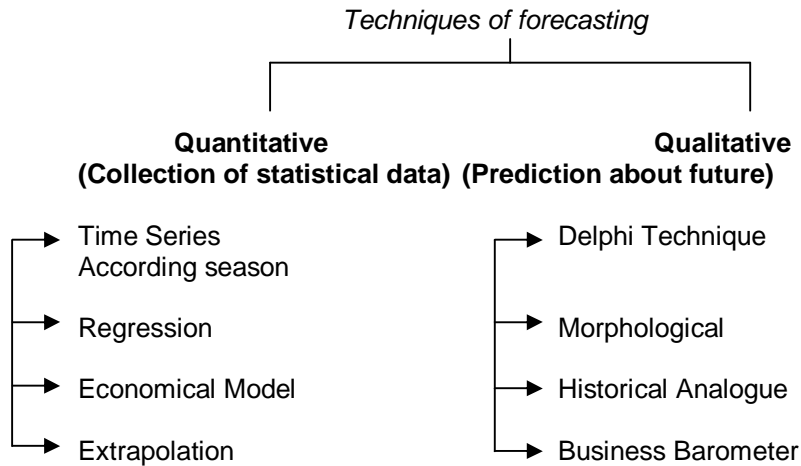 Techniques of forecasting
Quantitative
(Collection of statistical data)
Qualitative
(Prediction about future)
Time Series
According season
Regression
Economical Model
Extrapolation
Delphi Technique
Morphological
Historical Analogue
Business Barometer